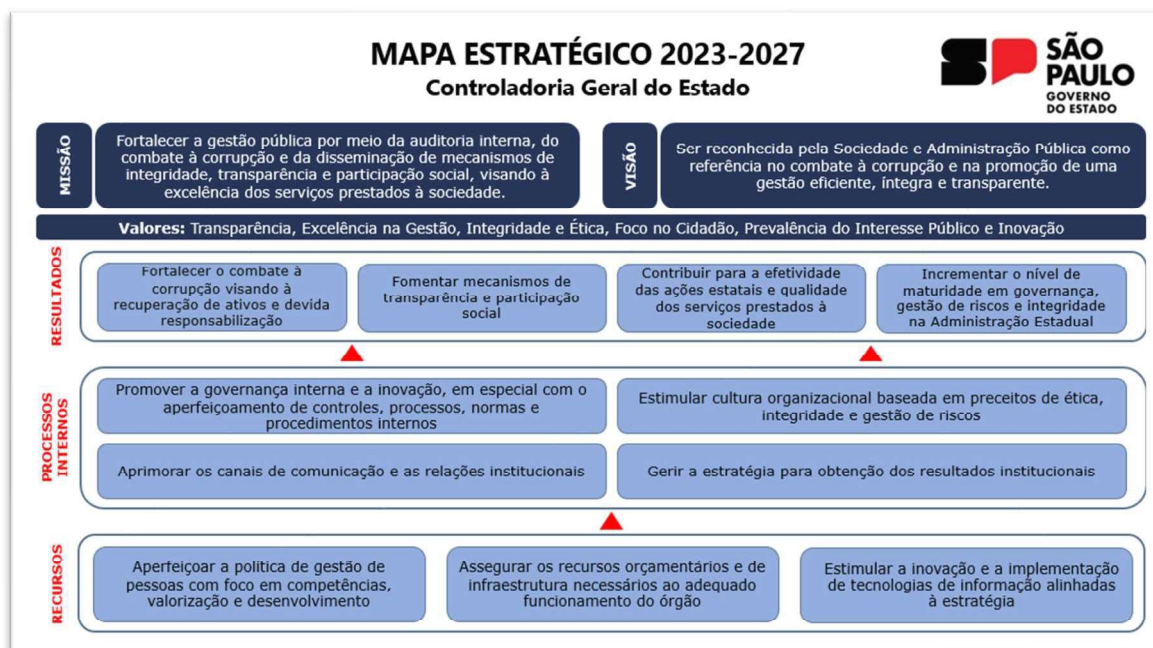 MAPA ESTRATÉGICO 2023-2027
Controladoria Geral do Estado
SÃO
PAULO
GOVERNO
DO ESTADO
MISSÃO
Fortalecer a gestão pública por meio da auditoria interna, do
combate à corrupção e da disseminação de mecanismos de
integridade, transparência e participação social, visando à
excelência dos serviços prestados à sociedade.
VISÃO
Ser reconhecida pela Sociedade e Administração Pública como
referência no combate à corrupção e na promoção de uma
gestão eficiente, íntegra e transparente.
Valores: Transparência, Excelência na Gestão, Integridade e Ética, Foco no Cidadão, Prevalência do Interesse Público e Inovação
RESULTADOS
Fortalecer o combate à
corrupção visando à
recuperação de ativos e devida
responsabilização
Fomentar mecanismos de
transparência e participação
social
Contribuir para a efetividade
das ações estatais e qualidade
dos serviços prestados à
sociedade
Incrementar o nível de
maturidade em governança,
gestão de riscos e integridade
na Administração Estadual
PROCESSOS
INTERNOS
Promover a governança interna e a inovação, em especial com o
aperfeiçoamento de controles, processos, normas e
procedimentos internos
Estimular cultura organizacional baseada em preceitos de ética,
integridade e gestão de riscos
Aprimorar os canais de comunicação e as relações institucionais
Gerir a estratégia para obtenção dos resultados institucionais
RECURSOS
Aperfeiçoar a política de gestão de
pessoas com foco em competências,
valorização e desenvolvimento
Assegurar os recursos orçamentários e de
infraestrutura necessários ao adequado
funcionamento do órgão
Estimular a inovação e a implementação
de tecnologias de informação alinhadas
à estratégia